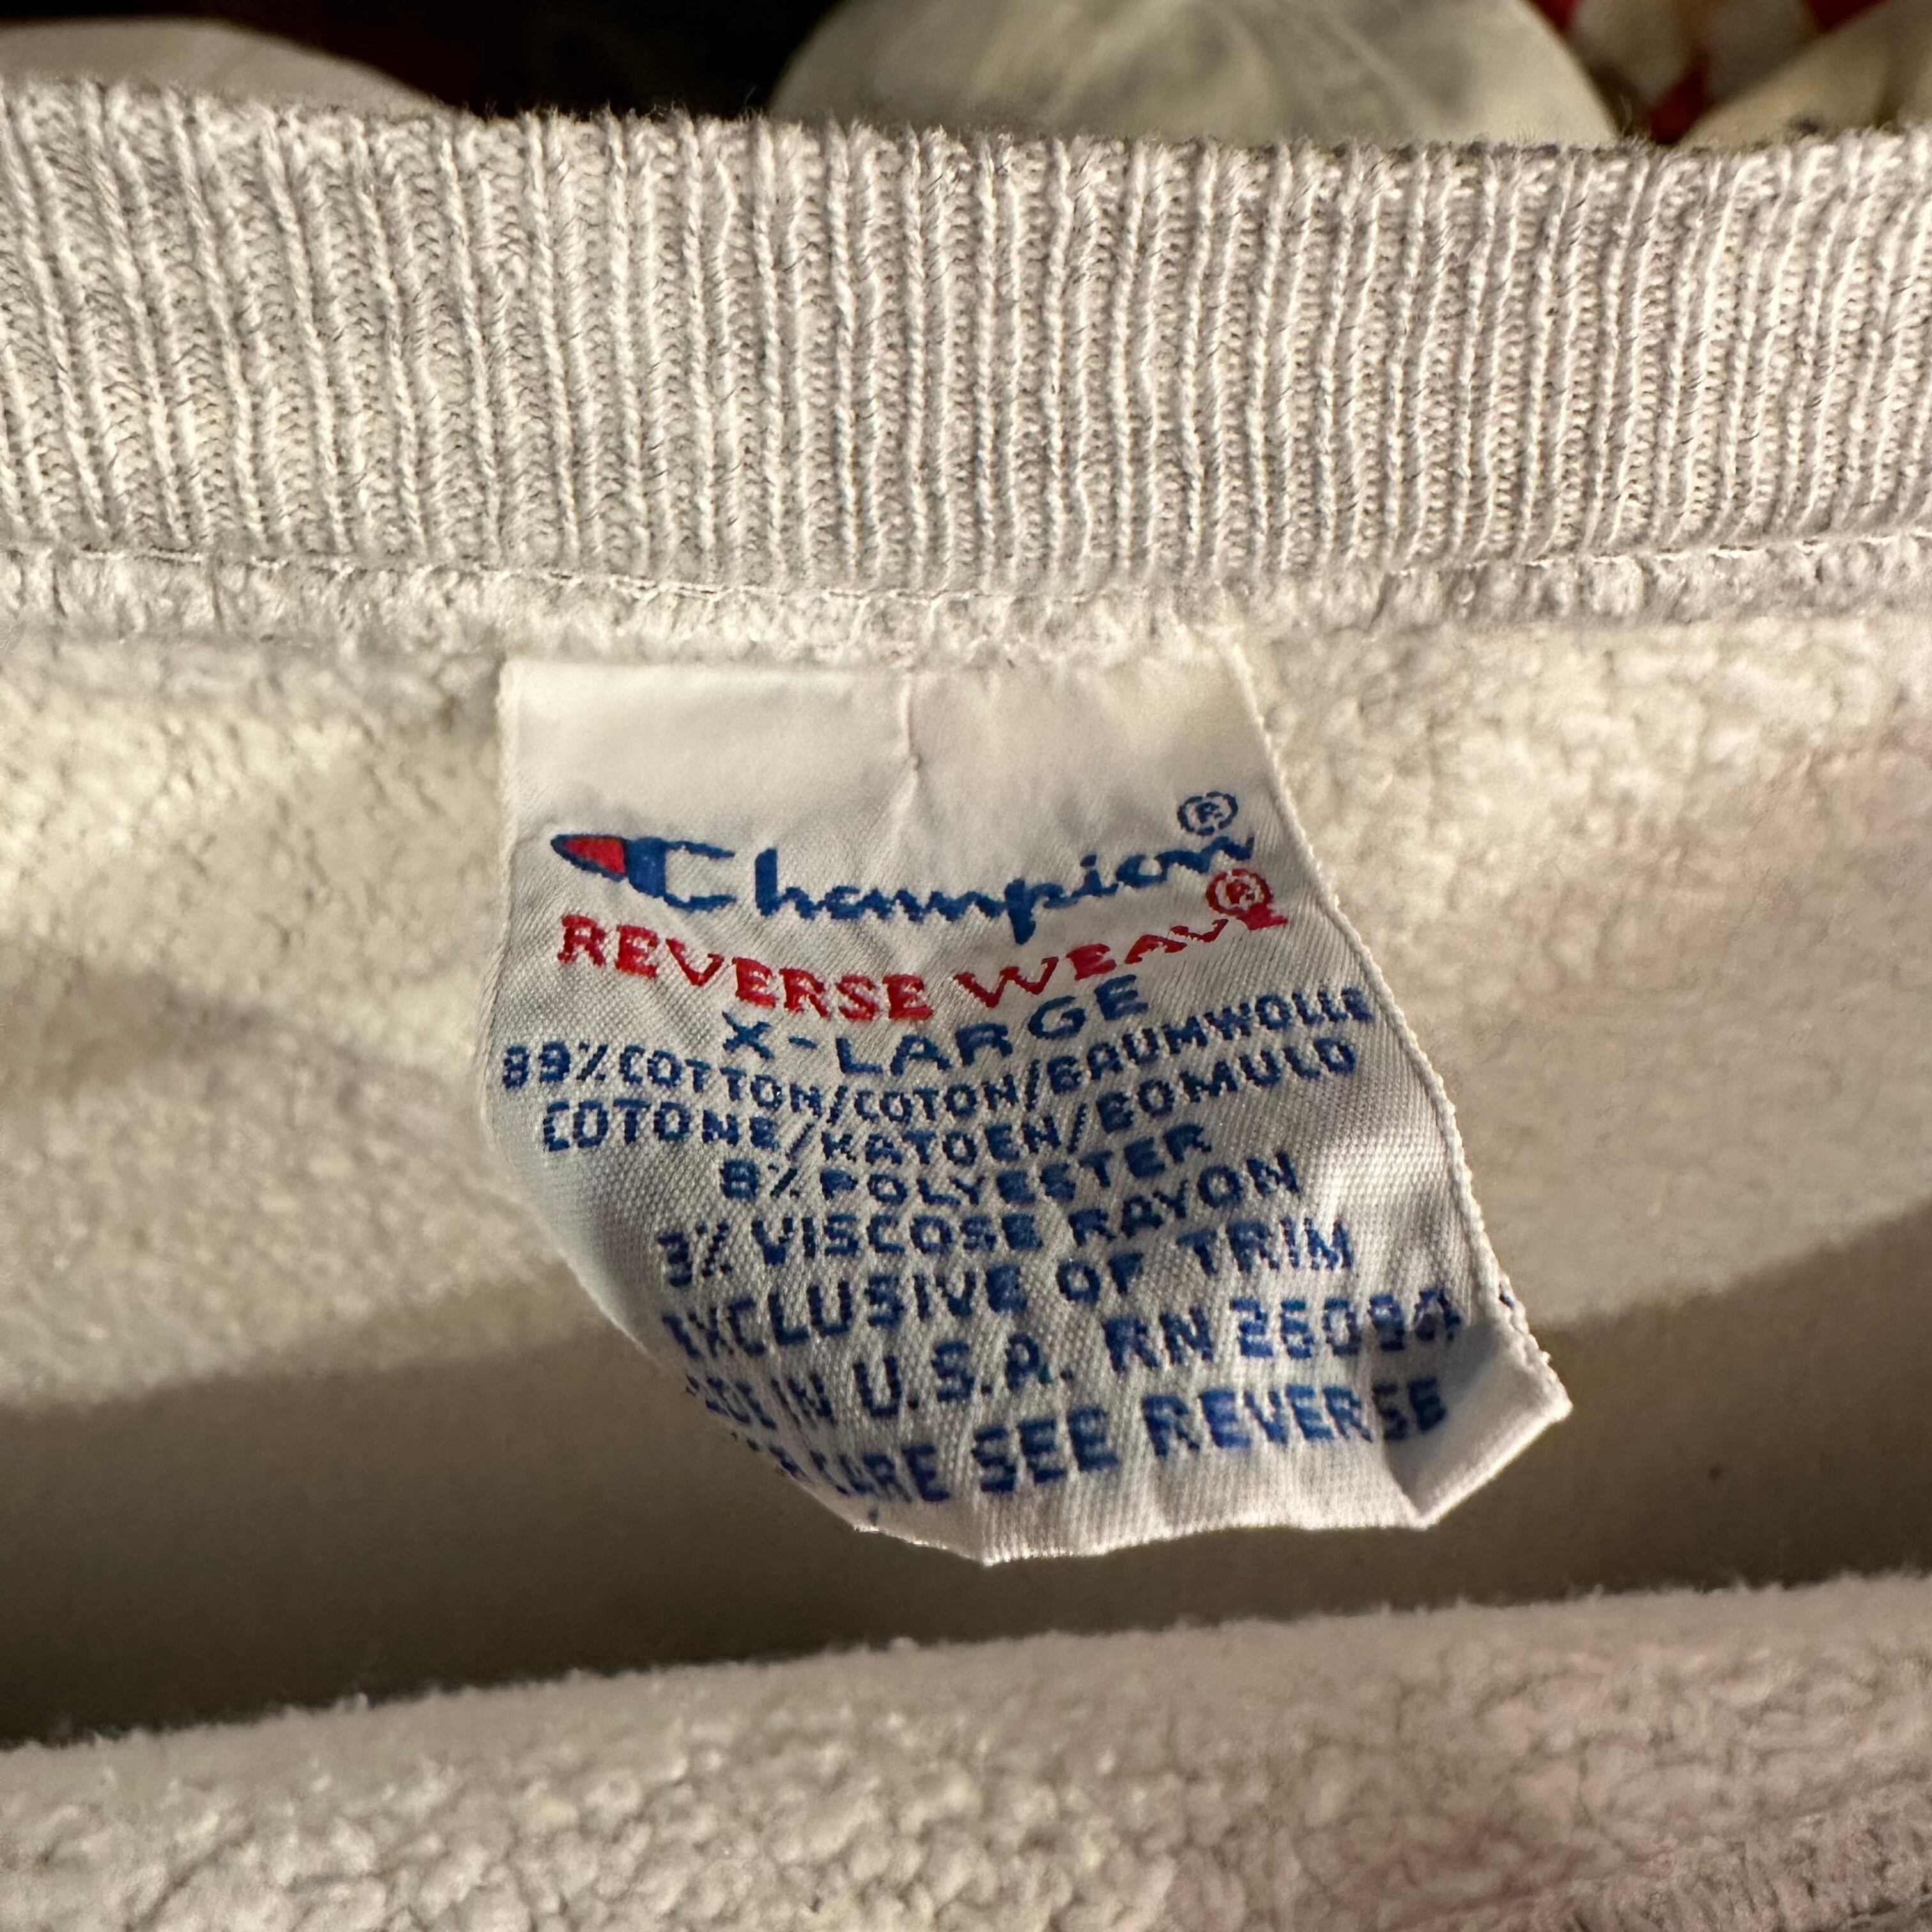 Champion®
REVERSE WEAVE®
X-LARGE
89% COTTON/COTON/BAUMWOLLE
COTONE/KATOEN/BOMULD
8% POLYESTER
3% VISCOSE RAYON
EXCLUSIVE OF TRIM
IN U.S.A. RN 26094
CARE SEE REVERSE